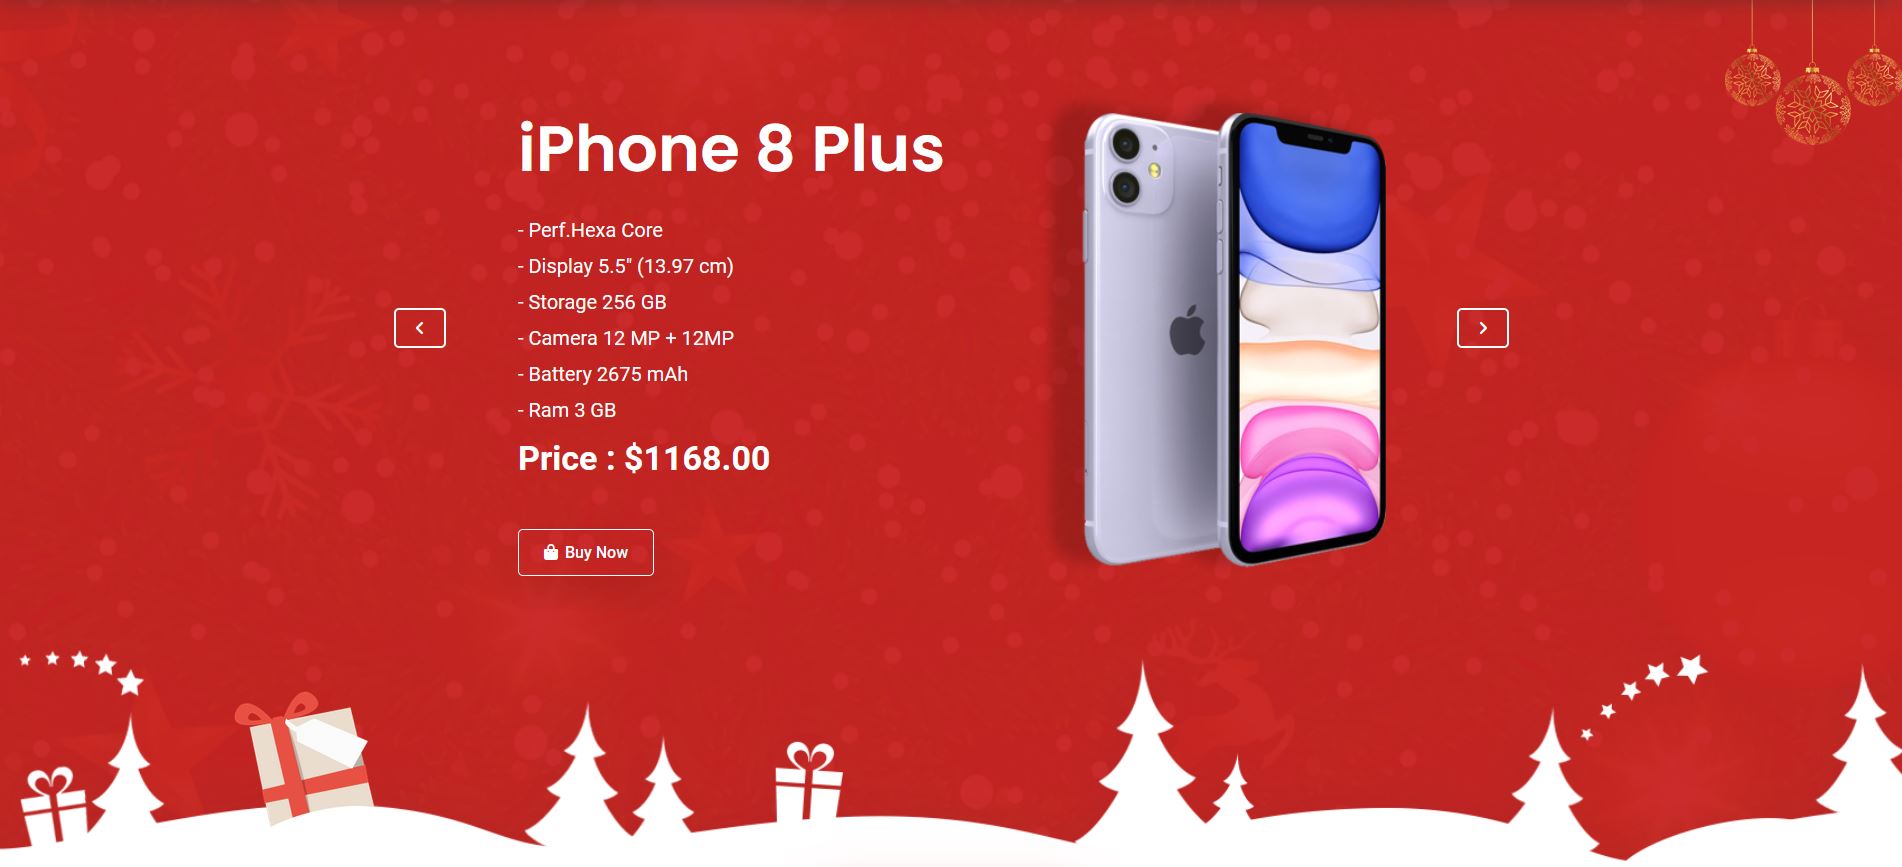 iPhone 8 Plus
- Perf.Hexa Core
- Display 5.5" (13.97 cm)
- Storage 256 GB
- Camera 12 MP + 12MP
- Battery 2675 mAh
- Ram 3 GB
Price : $1168.00
Buy Now